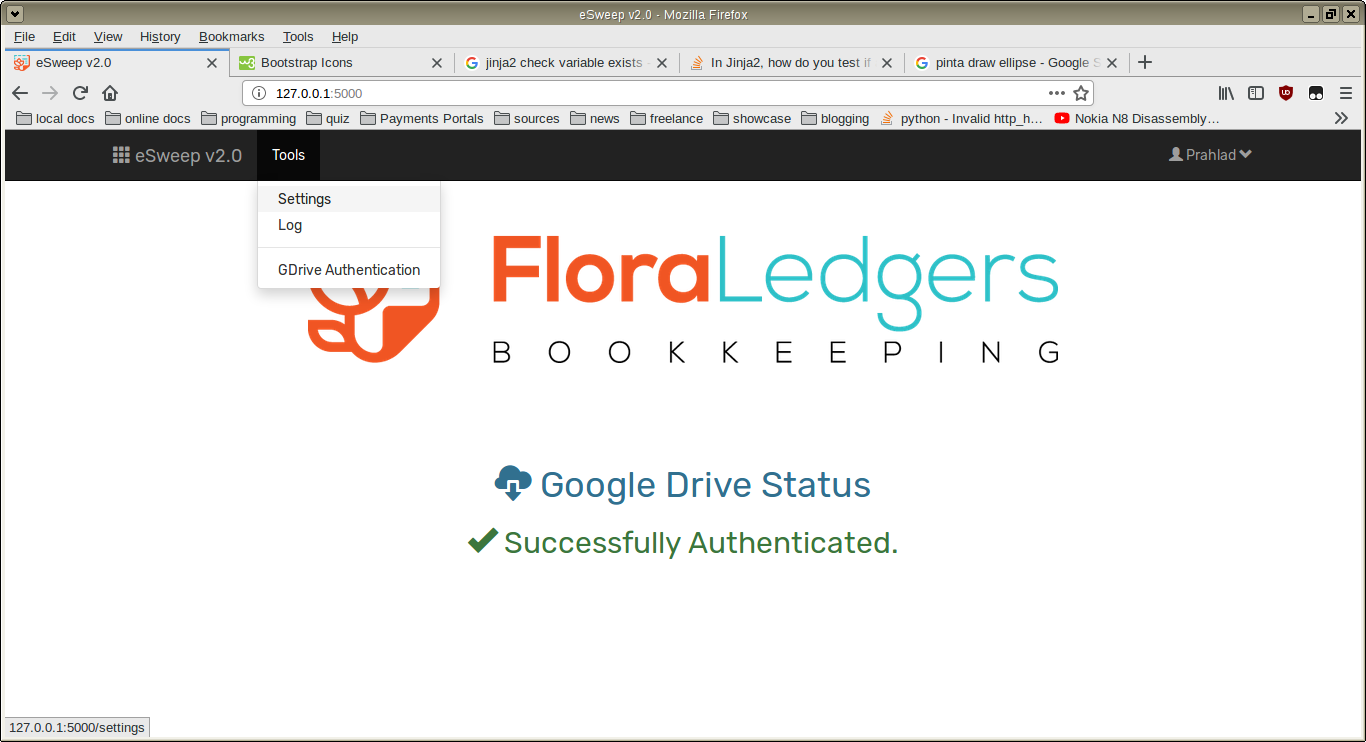 eSweep v2.0 - Mozilla Firefox
File Edit View History Bookmarks Tools Help
eSweep v2.0 Bootstrap Icons jinja2 check variable exists - In Jinja2, how do you test if pinta draw ellipse - Google S
127.0.0.1:5000
local docs online docs programming quiz Payments Portals sources news freelance showcase blogging python - Invalid http_h… Nokia N8 Disassembly…
eSweep v2.0 Tools Prahlad
Settings
Log
GDrive Authentication
FloraLedgers
BOOKKEEPING
Google Drive Status
Successfully Authenticated.
127.0.0.1:5000/settings